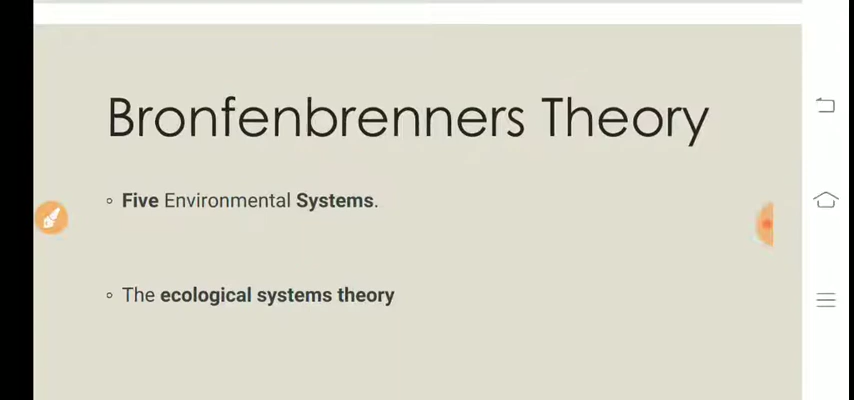 Bronfenbrenners Theory
Five Environmental Systems.
The ecological systems theory